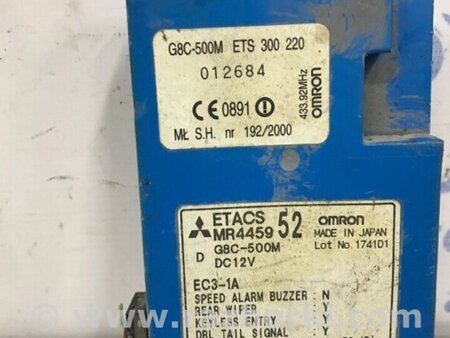 G8C-500M ETS 300 220
012684
CE 0891
433.92MHz
OMRON
MŁ S.H. nr 192/2000
ETACS
MR4459 52
OMRON
MADE IN JAPAN
D G8C-500M
Lot No. 1741D1
DC12V
EC3-1A
SPEED ALARM BUZZER : N
REAR WIPER : Y
KEYLESS ENTRY : Y
DBL TAIL SIGNAL : Y